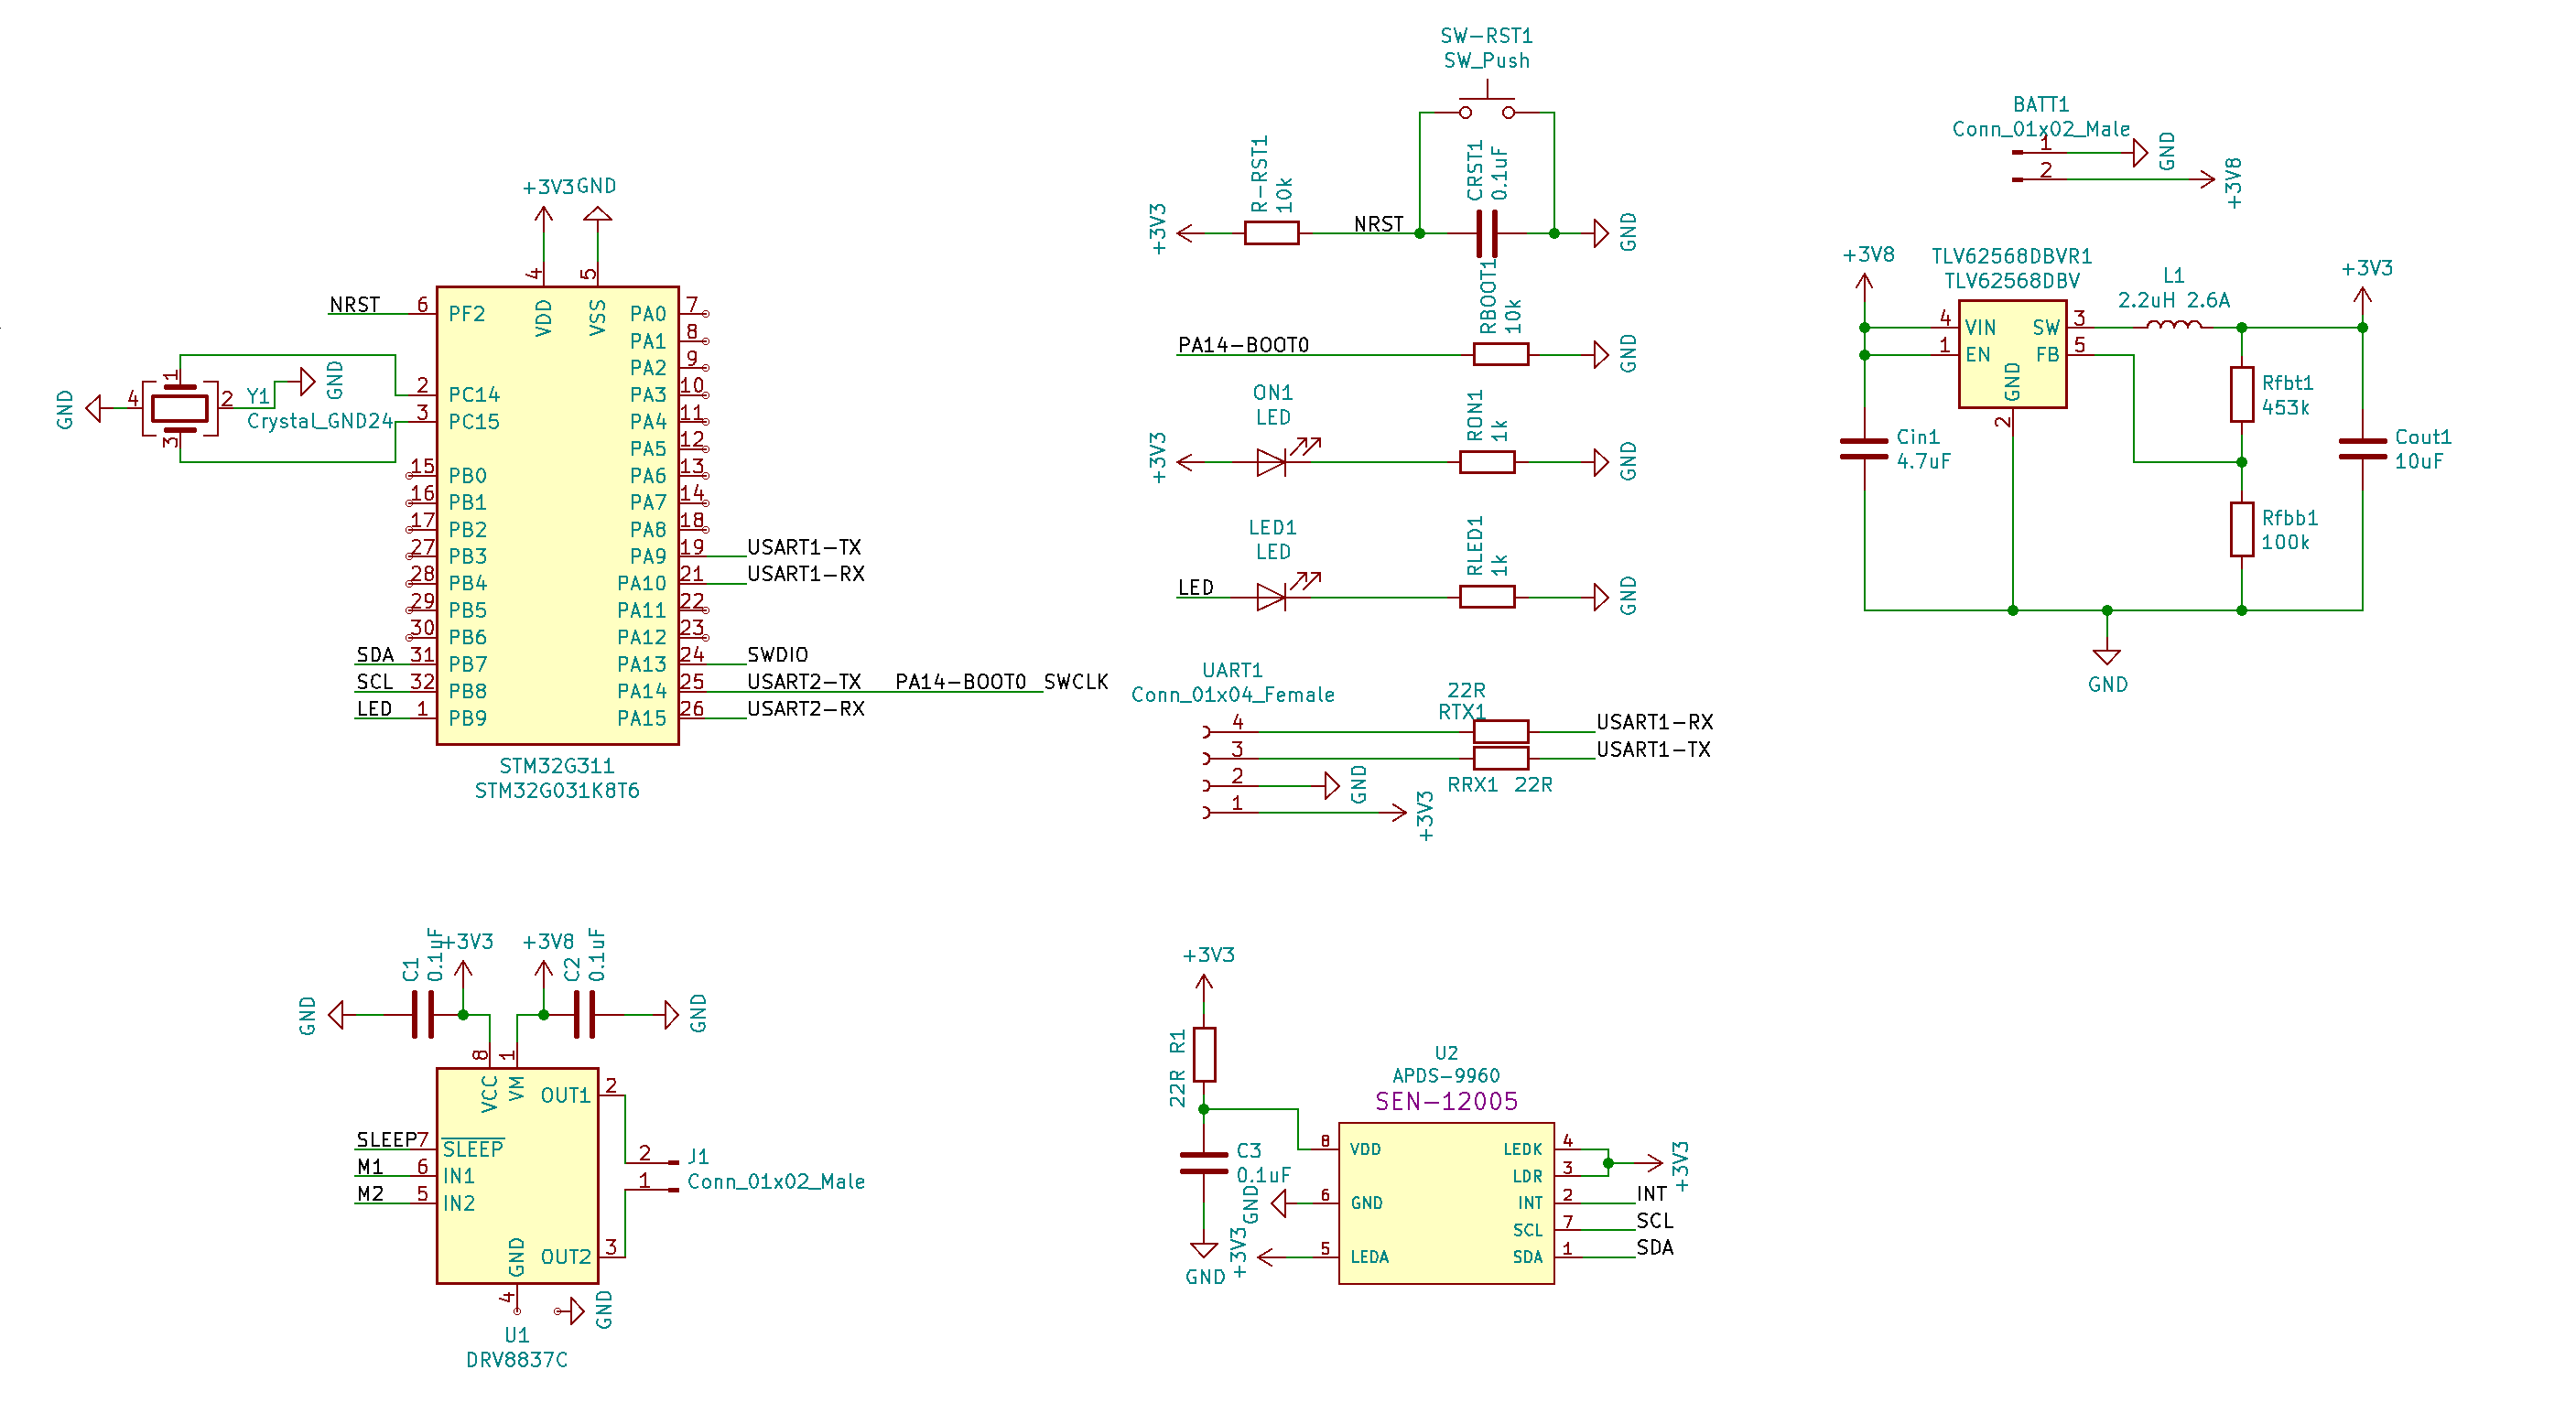 +3V3
GND
4
5
VDD
VSS
NRST
6
PF2
2
PC14
3
PC15
15
PB0
16
PB1
17
PB2
27
PB3
28
PB4
29
PB5
30
PB6
SDA
31
PB7
SCL
32
PB8
LED
1
PB9
PA0
7
PA1
8
PA2
9
PA3
10
PA4
11
PA5
12
PA6
13
PA7
14
PA8
18
PA9
19
USART1-TX
PA10
21
USART1-RX
PA11
22
PA12
23
PA13
24
SWDIO
PA14
25
USART2-TX
PA14-BOOT0
SWCLK
PA15
26
USART2-RX
STM32G311
STM32G031K8T6
GND
4
1
3
2
Y1
Crystal_GND24
GND
SW-RST1
SW_Push
+3V3
R-RST1
10k
NRST
CRST1
0.1uF
GND
PA14-BOOT0
RBOOT1
10k
GND
ON1
LED
+3V3
RON1
1k
GND
LED1
LED
LED
RLED1
1k
GND
UART1
Conn_01x04_Female
4
3
2
1
22R
RTX1
USART1-RX
USART1-TX
RRX1 22R
GND
+3V3
BATT1
Conn_01x02_Male
1
2
GND
+3V8
+3V8
TLV62568DBVR1
TLV62568DBV
4
VIN
1
EN
SW
3
FB
5
GND
2
L1
2.2uH 2.6A
+3V3
Rfbt1
453k
Rfbb1
100k
Cin1
4.7uF
Cout1
10uF
GND
GND
C1
0.1uF
+3V3
+3V8
C2
0.1uF
GND
8
1
VCC
VM
OUT1
2
SLEEP
7
SLEEP
M1
6
IN1
M2
5
IN2
OUT2
3
GND
4
GND
2
1
J1
Conn_01x02_Male
U1
DRV8837C
+3V3
R1
22R
C3
0.1uF
GND
U2
APDS-9960
SEN-12005
8
VDD
GND
6
GND
+3V3
5
LEDA
LEDK
4
LDR
3
+3V3
INT
2
INT
SCL
7
SCL
SDA
1
SDA